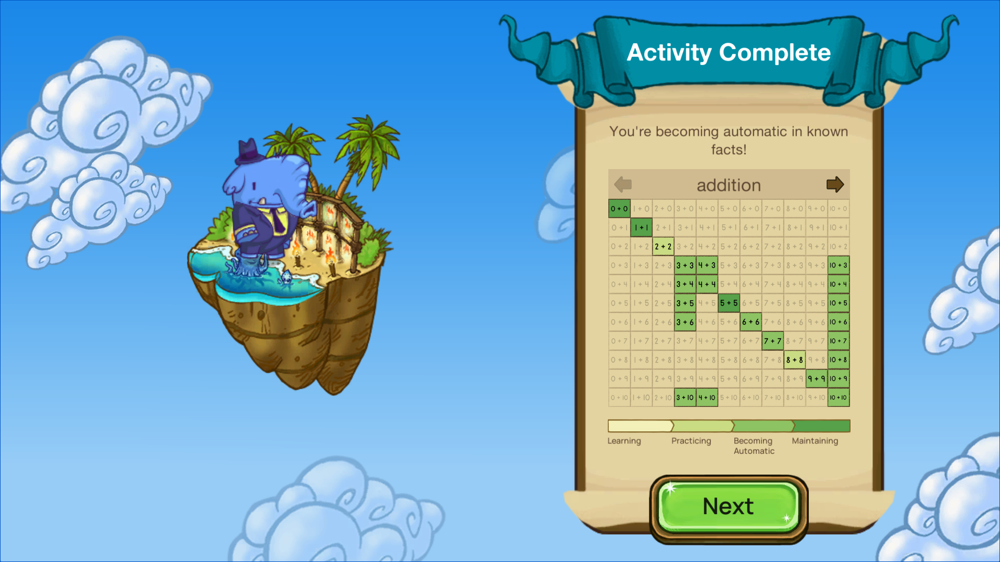 Activity Complete
You're becoming automatic in known
facts!
addition
0 + 0 1 + 0 2 + 0 3 + 0 4 + 0 5 + 0 6 + 0 7 + 0 8 + 0 9 + 0 10 + 0
0 + 1 1 + 1 2 + 1 3 + 1 4 + 1 5 + 1 6 + 1 7 + 1 8 + 1 9 + 1 10 + 1
0 + 2 1 + 2 2 + 2 3 + 2 4 + 2 5 + 2 6 + 2 7 + 2 8 + 2 9 + 2 10 + 2
0 + 3 1 + 3 2 + 3 3 + 3 4 + 3 5 + 3 6 + 3 7 + 3 8 + 3 9 + 3 10 + 3
0 + 4 1 + 4 2 + 4 3 + 4 4 + 4 5 + 4 6 + 4 7 + 4 8 + 4 9 + 4 10 + 4
0 + 5 1 + 5 2 + 5 3 + 5 4 + 5 5 + 5 6 + 5 7 + 5 8 + 5 9 + 5 10 + 5
0 + 6 1 + 6 2 + 6 3 + 6 4 + 6 5 + 6 6 + 6 7 + 6 8 + 6 9 + 6 10 + 6
0 + 7 1 + 7 2 + 7 3 + 7 4 + 7 5 + 7 6 + 7 7 + 7 8 + 7 9 + 7 10 + 7
0 + 8 1 + 8 2 + 8 3 + 8 4 + 8 5 + 8 6 + 8 7 + 8 8 + 8 9 + 8 10 + 8
0 + 9 1 + 9 2 + 9 3 + 9 4 + 9 5 + 9 6 + 9 7 + 9 8 + 9 9 + 9 10 + 9
0 + 10 1 + 10 2 + 10 3 + 10 4 + 10 5 + 10 6 + 10 7 + 10 8 + 10 9 + 10 10 + 10
Learning Practicing Becoming Maintaining
Automatic
Next